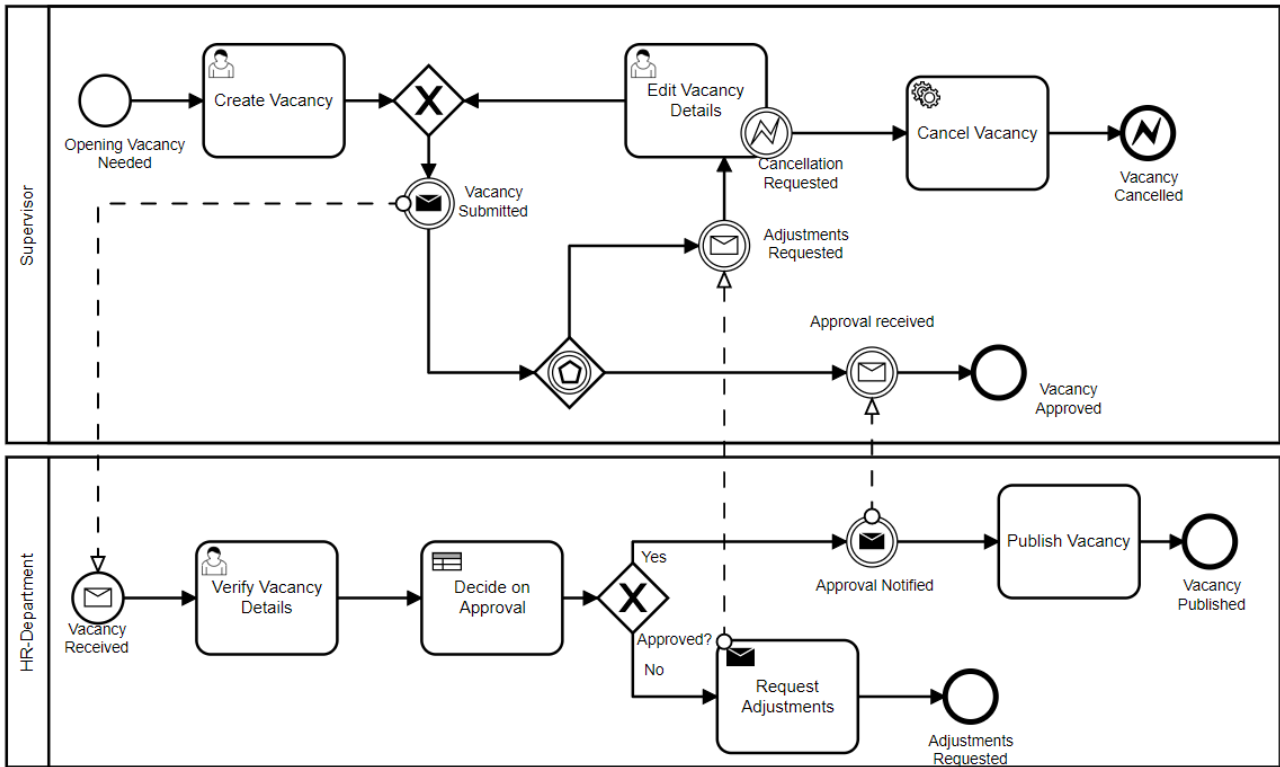 Supervisor
Create Vacancy
Opening Vacancy
Needed
X
Edit Vacancy
Details
Cancellation
Requested
Cancel Vacancy
Vacancy
Cancelled
Vacancy
Submitted
Adjustments
Requested
Approval received
Vacancy
Approved
HR-Department
Vacancy
Received
Verify Vacancy
Details
Decide on
Approval
X
Yes
Approved?
No
Approval Notified
Publish Vacancy
Vacancy
Published
Request
Adjustments
Adjustments
Requested